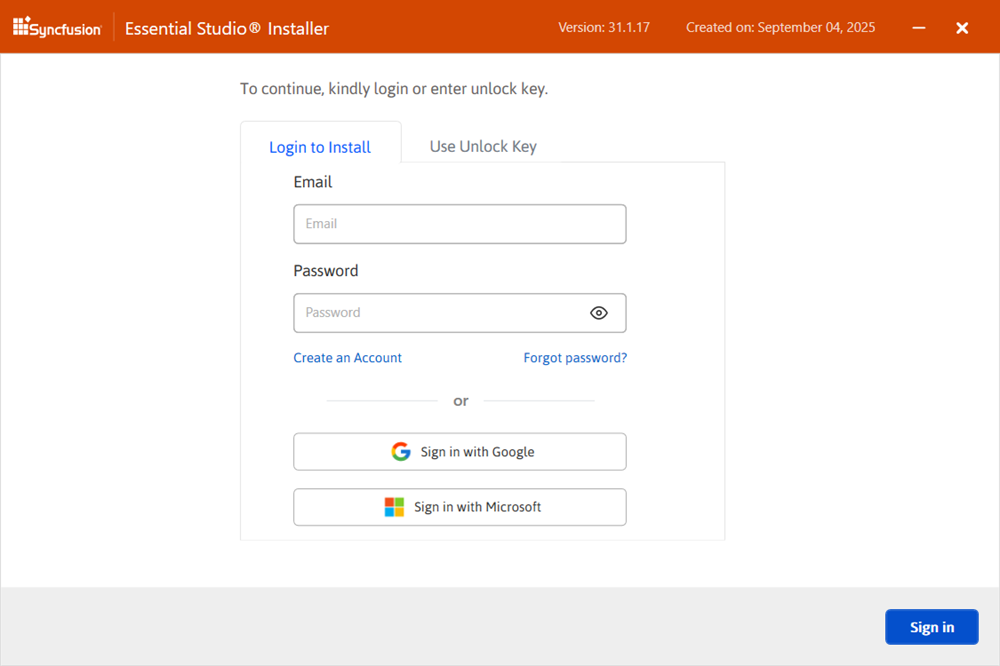 Syncfusion Essential Studio® Installer Version: 31.1.17 Created on: September 04, 2025
To continue, kindly login or enter unlock key.
Login to Install Use Unlock Key
Email
Email
Password
Password
Create an Account Forgot password?
or
Sign in with Google
Sign in with Microsoft
Sign in